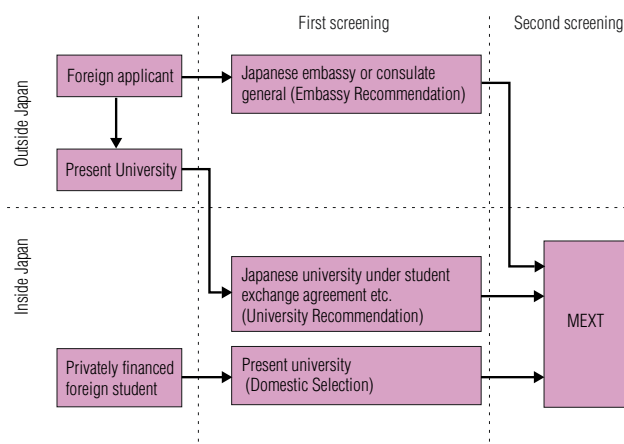 First screening
Second screening
Outside Japan
Foreign applicant
Japanese embassy or consulate
general (Embassy Recommendation)
Present University
Inside Japan
Japanese university under student
exchange agreement etc.
(University Recommendation)
MEXT
Privately financed
foreign student
Present university
(Domestic Selection)